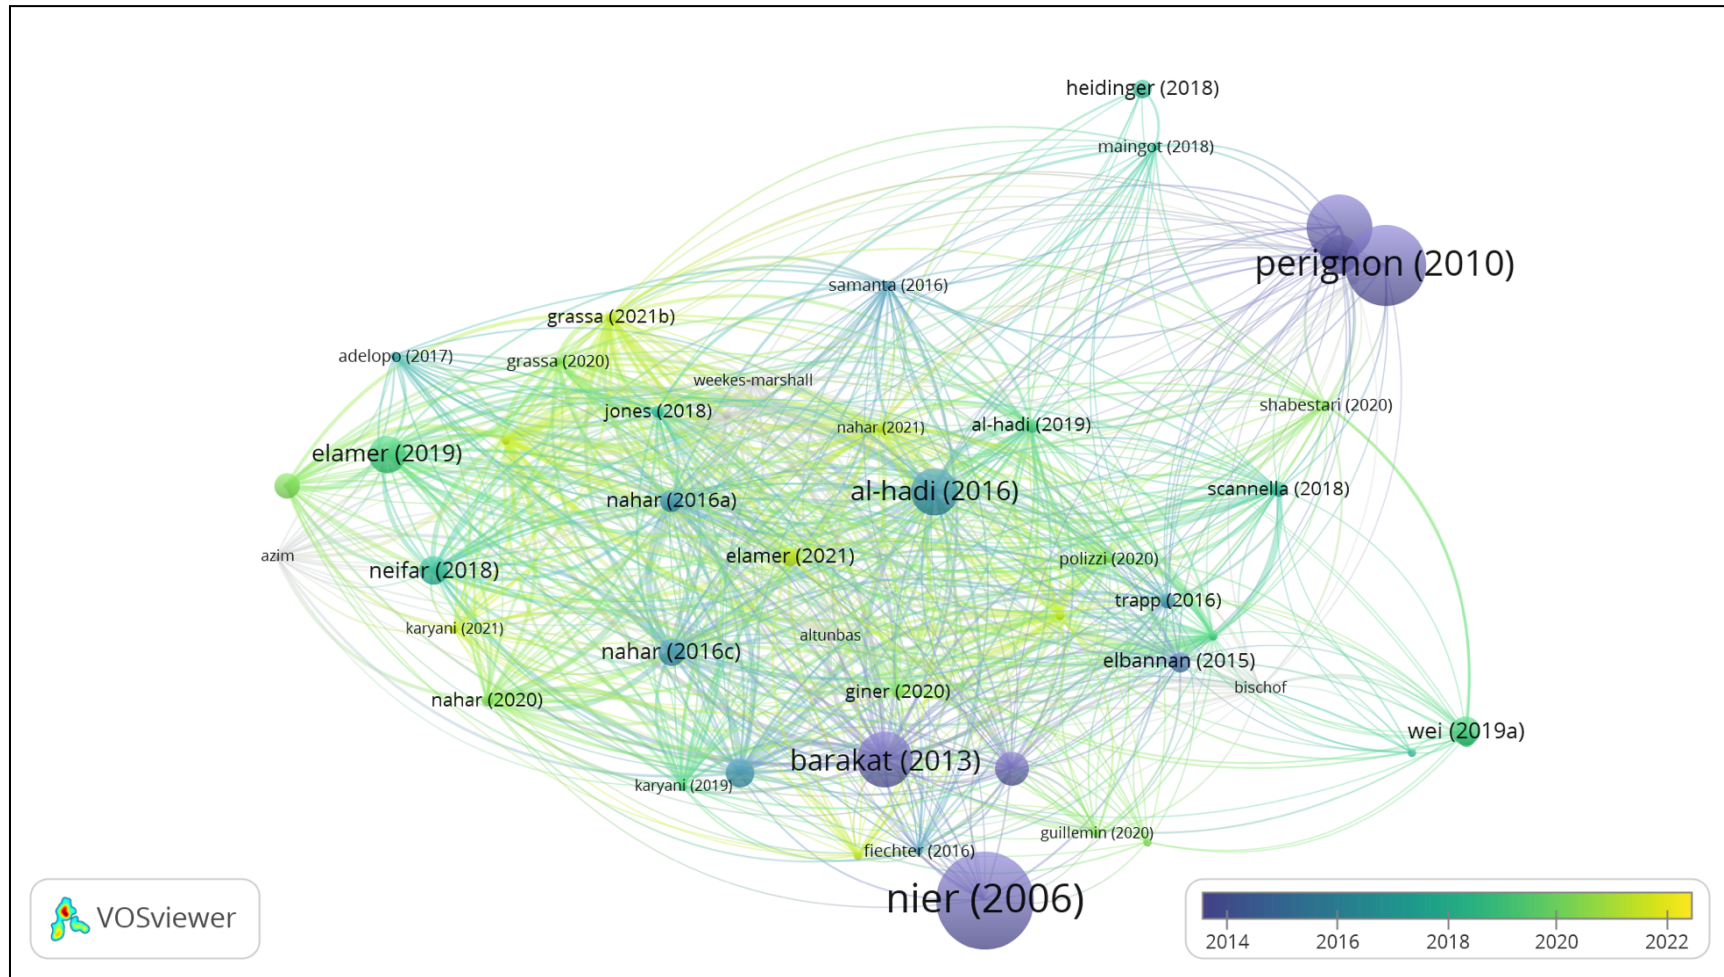 heidinger (2018)
maingot (2018)
perignon (2010)
samanta (2016)
grassa (2021b)
adelopo (2017)
grassa (2020)
weekes-marshall
jones (2018)
shabestari (2020)
nahar (2021)
al-hadi (2019)
elamer (2019)
nahar (2016a)
al-hadi (2016)
scannella (2018)
azim
elamer (2021)
polizzi (2020)
neifar (2018)
trapp (2016)
karyani (2021)
altunbas
nahar (2016c)
elbannan (2015)
bischof
nahar (2020)
giner (2020)
wei (2019a)
barakat (2013)
karyani (2019)
guillemin (2020)
fiechter (2016)
nier (2006)
VOSviewer
2014 2016 2018 2020 2022